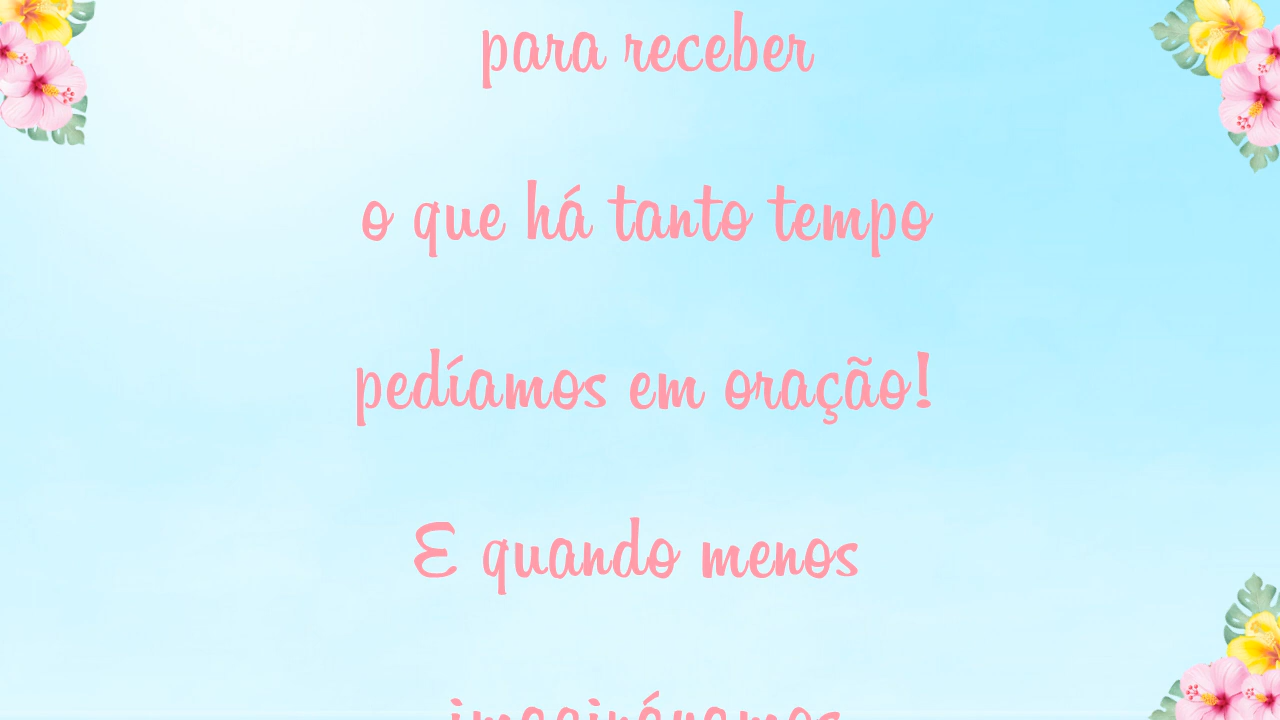 para receber
o que há tanto tempo
pedíamos em oração!
E quando menos